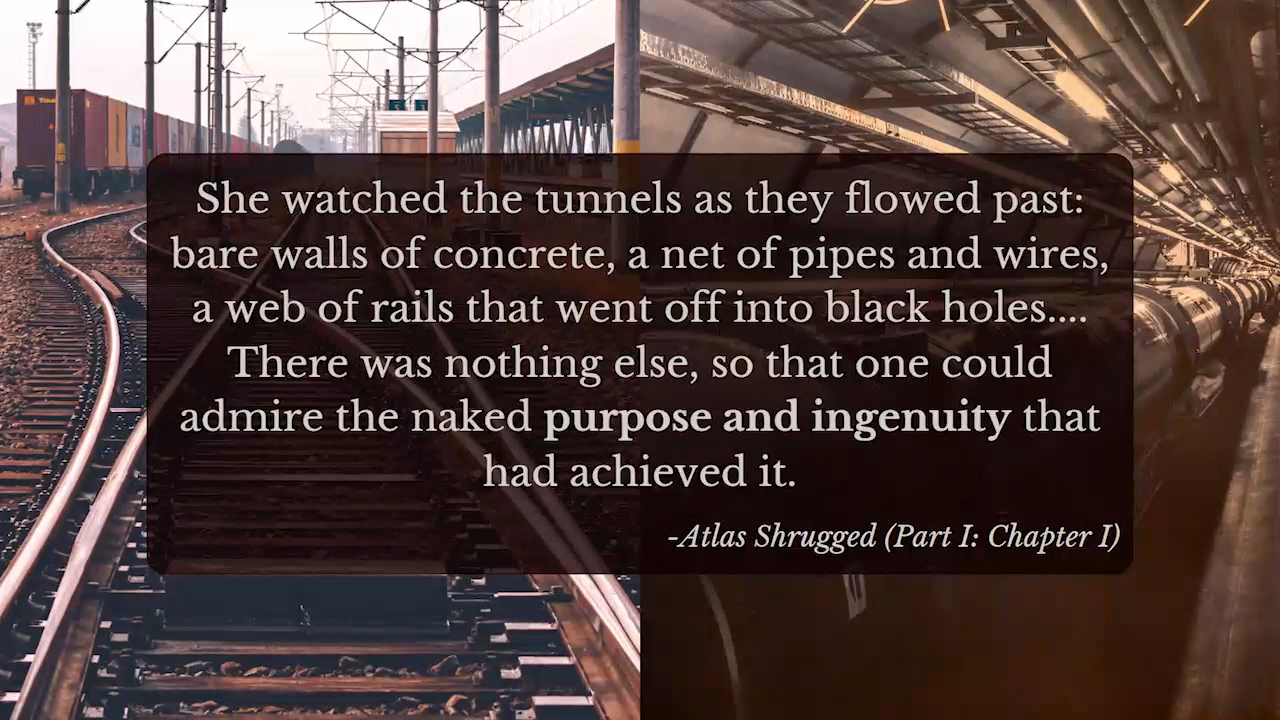 She watched the tunnels as they flowed past:
bare walls of concrete, a net of pipes and wires,
a web of rails that went off into black holes....
There was nothing else, so that one could
admire the naked purpose and ingenuity that
had achieved it.
-Atlas Shrugged (Part I: Chapter I)